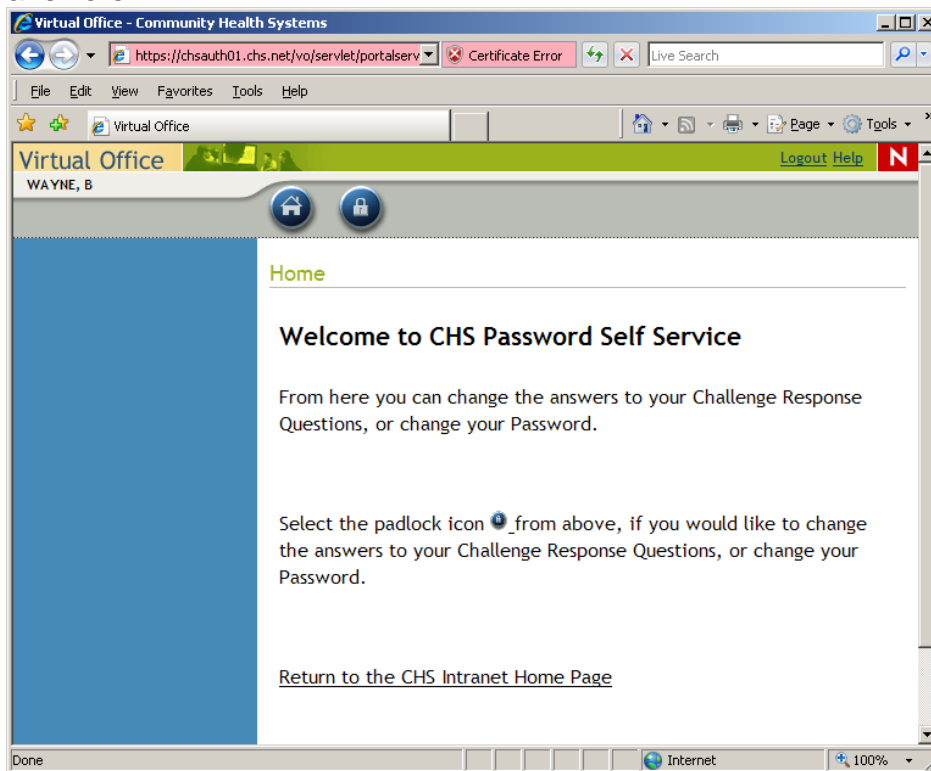 Virtual Office - Community Health Systems
https://chsauth01.chs.net/vo/servlet/portalserv
Certificate Error
Live Search
File Edit View Favorites Tools Help
Virtual Office
Page
Tools
»
Virtual Office
Logout Help
N
WAYNE, B
Home
Welcome to CHS Password Self Service
From here you can change the answers to your Challenge Response
Questions, or change your Password.
Select the padlock icon from above, if you would like to change
the answers to your Challenge Response Questions, or change your
Password.
Return to the CHS Intranet Home Page
Done
Internet
100%